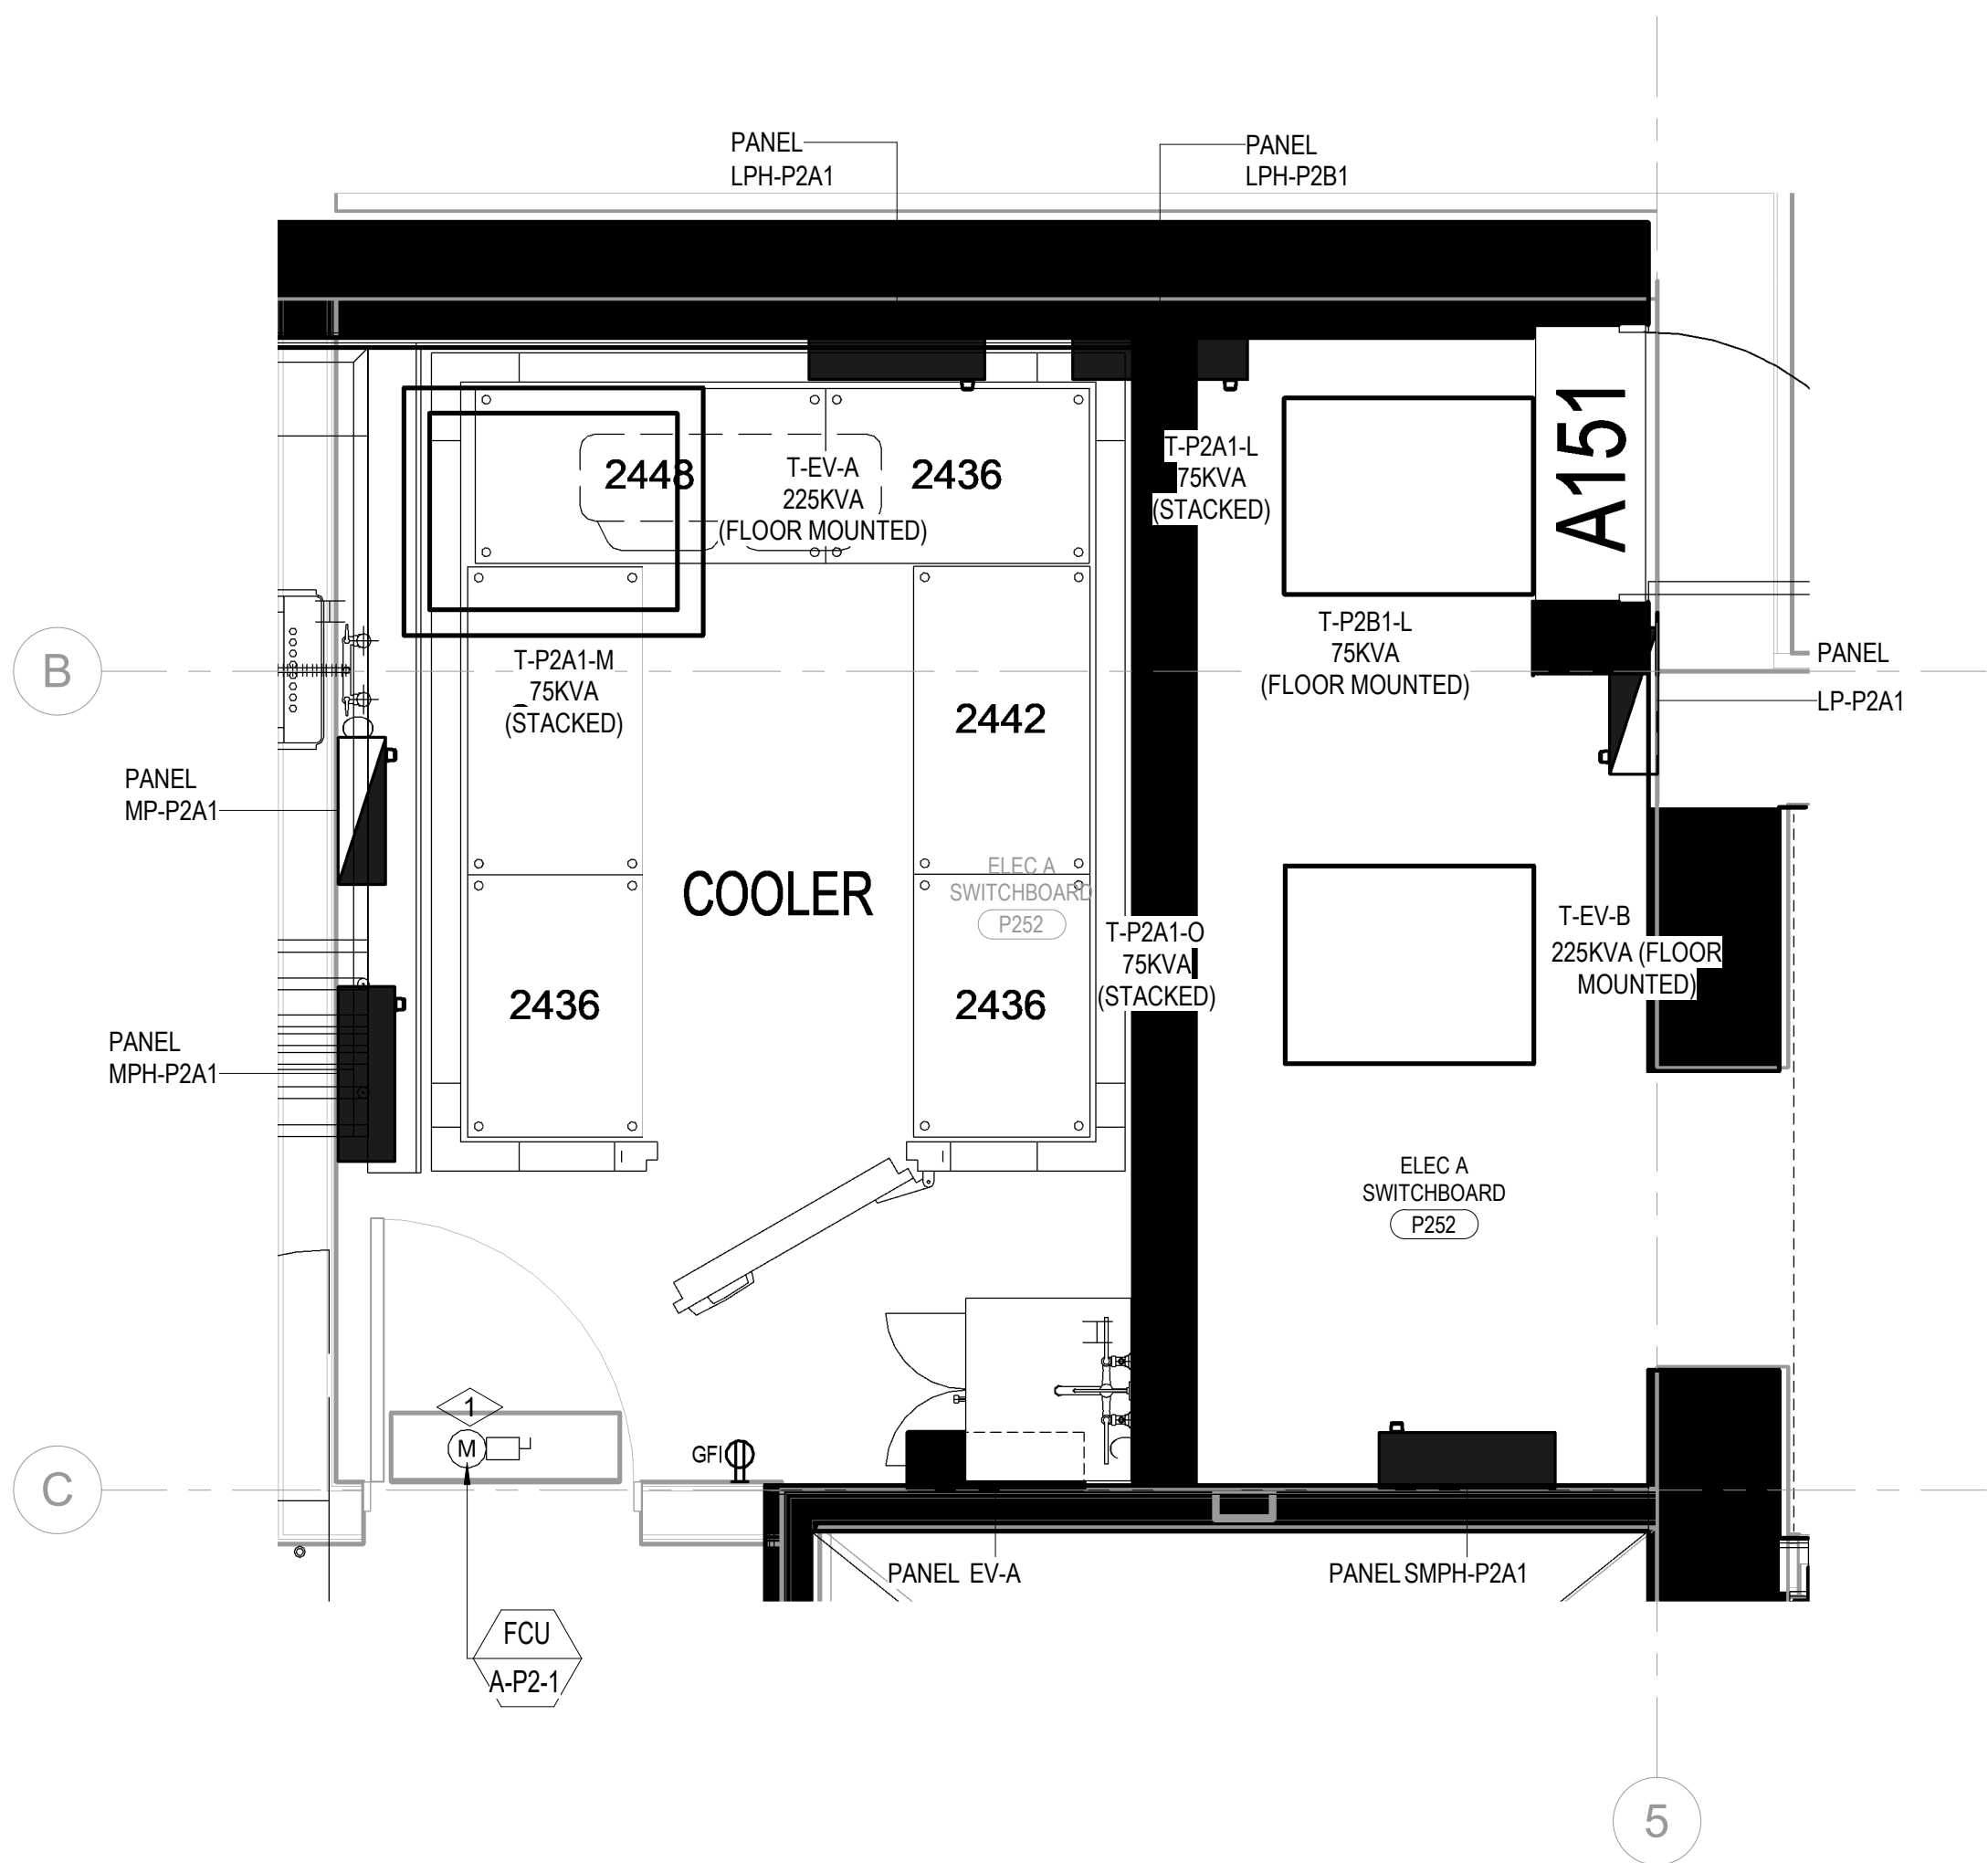 PANEL
LPH-P2A1
PANEL
LPH-P2B1
A151
2448
T-EV-A
225KVA
(FLOOR MOUNTED)
2436
T-P2A1-L
75KVA
(STACKED)
B
T-P2A1-M
75KVA
(STACKED)
2442
T-P2B1-L
75KVA
(FLOOR MOUNTED)
PANEL
LP-P2A1
PANEL
MP-P2A1
COOLER
ELEC A
SWITCHBOARD
P252
T-P2A1-O
75KVA
(STACKED)
T-EV-B
225KVA (FLOOR
MOUNTED)
2436
2436
PANEL
MPH-P2A1
ELEC A
SWITCHBOARD
P252
1
M
GFI
C
PANEL EV-A
PANEL SMPH-P2A1
FCU
A-P2-1
5